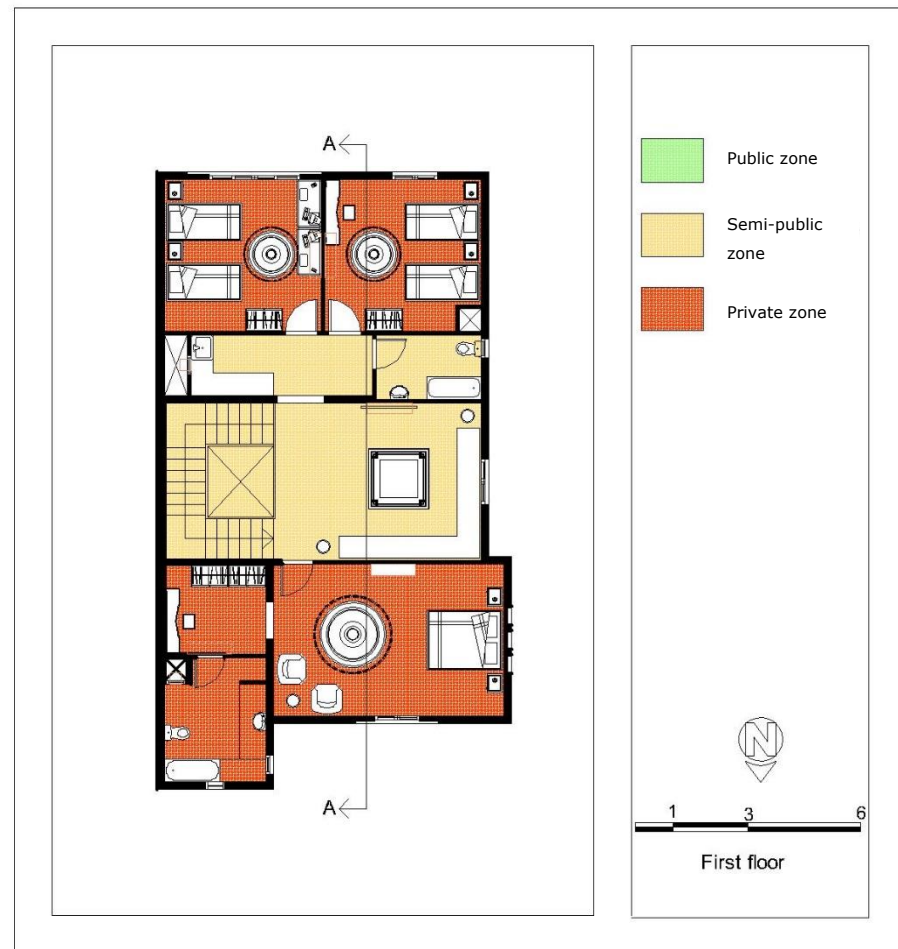 A
A
Public zone
Semi-public
zone
Private zone
N
1 3 6
First floor